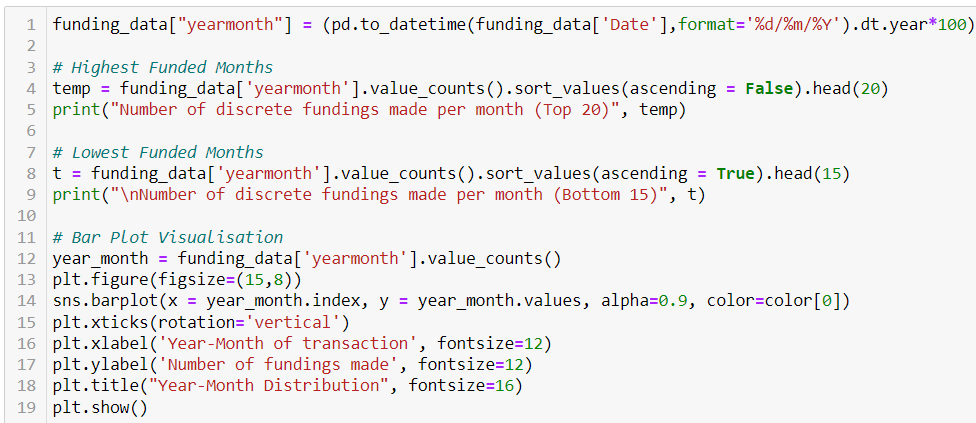 1 funding_data["yearmonth"] = (pd.to_datetime(funding_data['Date'],format='%d/%m/%Y').dt.year*100)
2
3 # Highest Funded Months
4 temp = funding_data['yearmonth'].value_counts().sort_values(ascending = False).head(20)
5 print("Number of discrete fundings made per month (Top 20)", temp)
6
7 # Lowest Funded Months
8 t = funding_data['yearmonth'].value_counts().sort_values(ascending = True).head(15)
9 print("\nNumber of discrete fundings made per month (Bottom 15)", t)
10
11 # Bar Plot Visualisation
12 year_month = funding_data['yearmonth'].value_counts()
13 plt.figure(figsize=(15,8))
14 sns.barplot(x = year_month.index, y = year_month.values, alpha=0.9, color=color[0])
15 plt.xticks(rotation='vertical')
16 plt.xlabel('Year-Month of transaction', fontsize=12)
17 plt.ylabel('Number of fundings made', fontsize=12)
18 plt.title("Year-Month Distribution", fontsize=16)
19 plt.show()